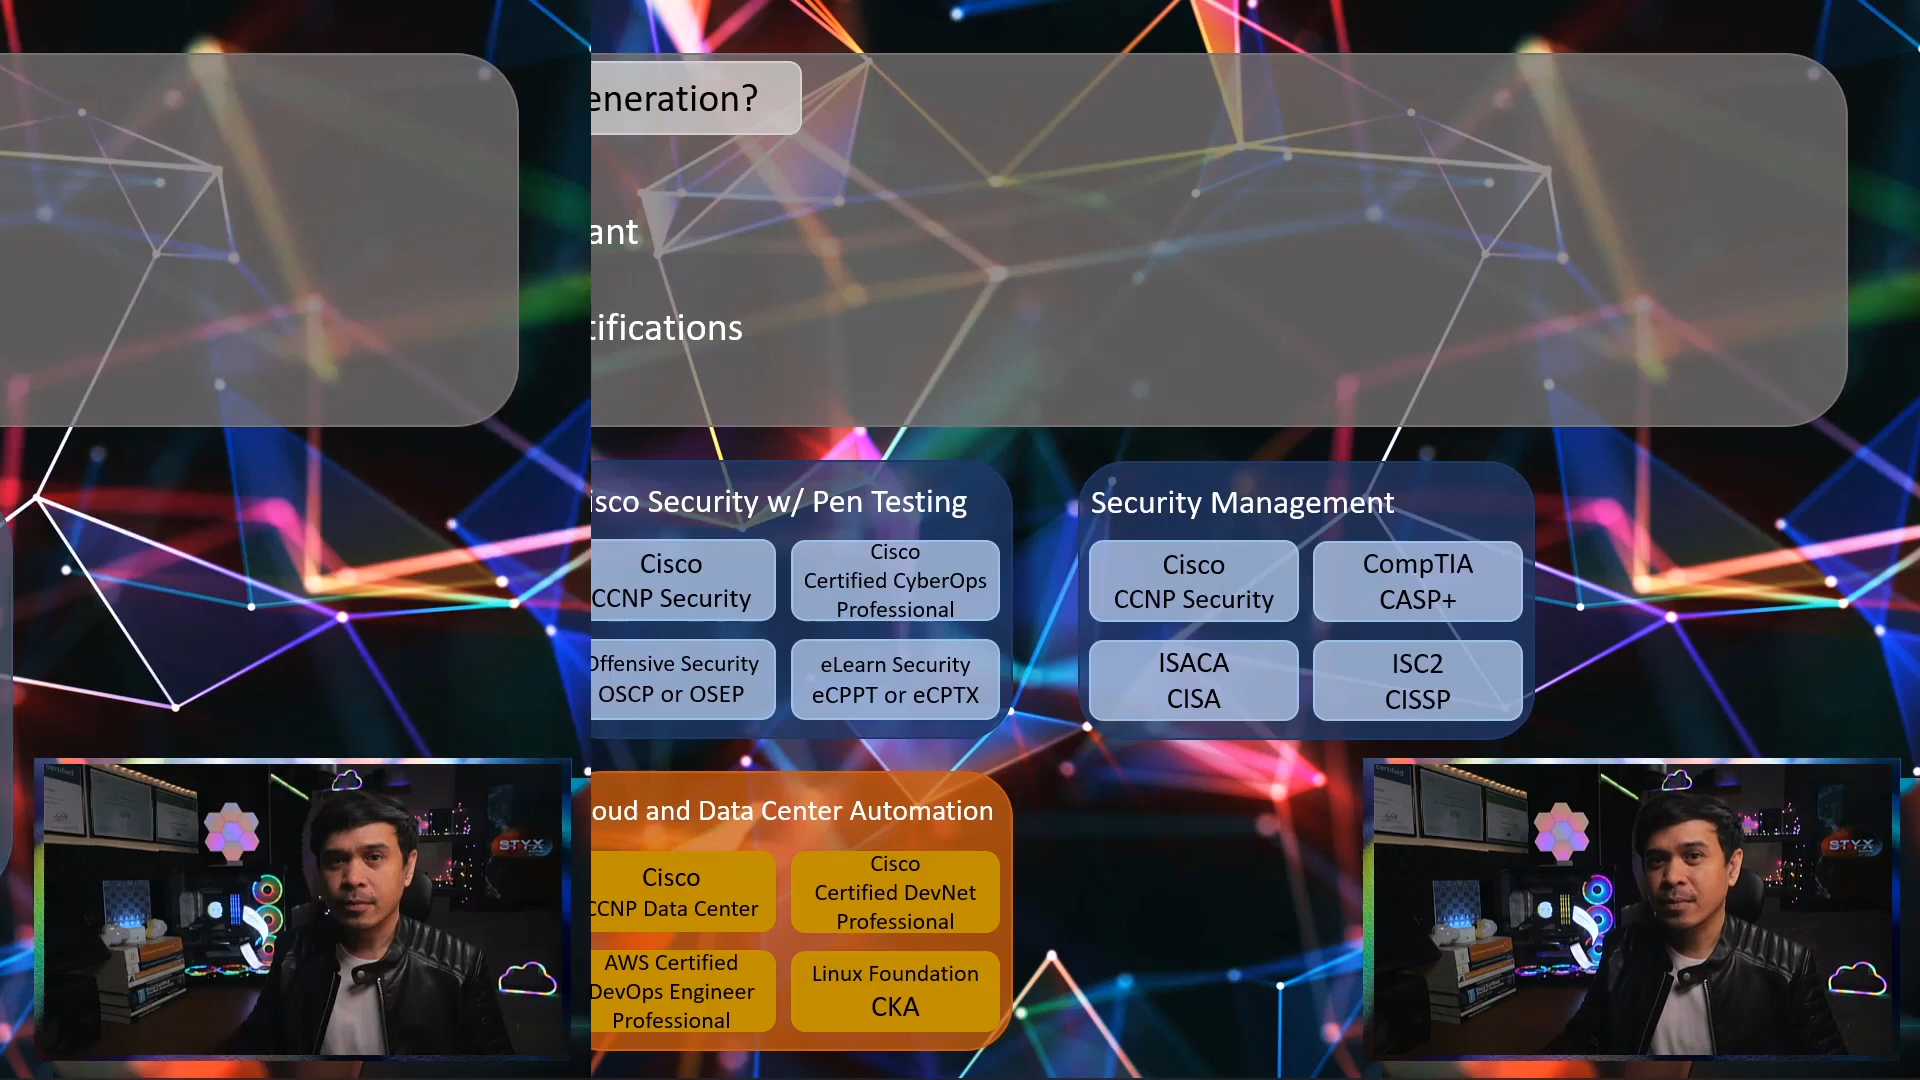 eneration?
ant
tifications
isco Security w/ Pen Testing
Cisco
CCNP Security
Cisco
Certified CyberOps
Professional
Offensive Security
OSCP or OSEP
eLearn Security
eCPPT or eCPTX
Security Management
Cisco
CCNP Security
CompTIA
CASP+
ISACA
CISA
ISC2
CISSP
oud and Data Center Automation
Cisco
CCNP Data Center
Cisco
Certified DevNet
Professional
AWS Certified
DevOps Engineer
Professional
Linux Foundation
CKA
STYX
STYX